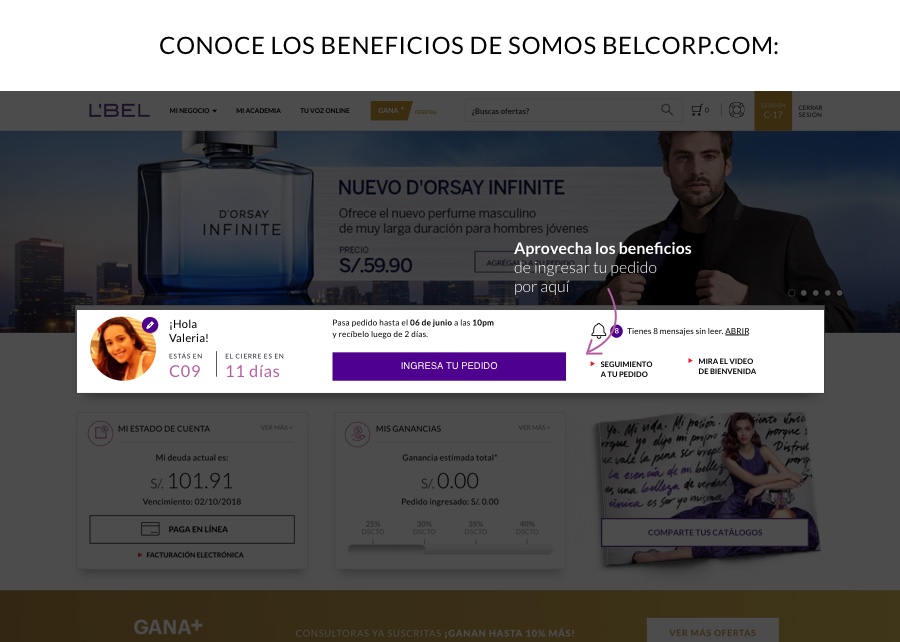 CONOCE LOS BENEFICIOS DE SOMOS BELCORP.COM:
L'BEL
MI NEGOCIO
MI ACADEMIA
TU VOZ ONLINE
GANA+
OFERTAS
¿Buscas ofertas?
0
CAMPAÑA
C-17
CERRAR
SESIÓN
NUEVO D'ORSAY INFINITE
D'ORSAY
INFINITE
Ofrece el nuevo perfume masculino
de muy larga duración para hombres jóvenes
PRECIO
S/.59.90
Aprovecha los beneficios
de ingresar tu pedido
por aquí
¡Hola
Valeria!
ESTÁS EN
C09
EL CIERRE ES EN
11 días
Pasa pedido hasta el 06 de junio a las 10pm
y recíbelo luego de 2 días.
INGRESA TU PEDIDO
8
Tienes 8 mensajes sin leer. ABRIR
SEGUIMIENTO
A TU PEDIDO
MIRA EL VIDEO
DE BIENVENIDA
MI ESTADO DE CUENTA
VER MÁS +
Mi deuda actual es:
S/. 101.91
Vencimiento: 02/10/2018
PAGA EN LÍNEA
FACTURACIÓN ELECTRÓNICA
MIS GANANCIAS
VER MÁS +
Ganancia estimada total*
S/. 0.00
Pedido ingresado: S/. 0.00
25%
DSCTO
30%
DSCTO
35%
DSCTO
40%
DSCTO
Yo. Mi vida. Mi pasión.
COMPARTE TUS CATÁLOGOS
GANA+
CONSULTORAS YA SUSCRITAS ¡GANAN HASTA 10% MÁS!
VER MÁS OFERTAS